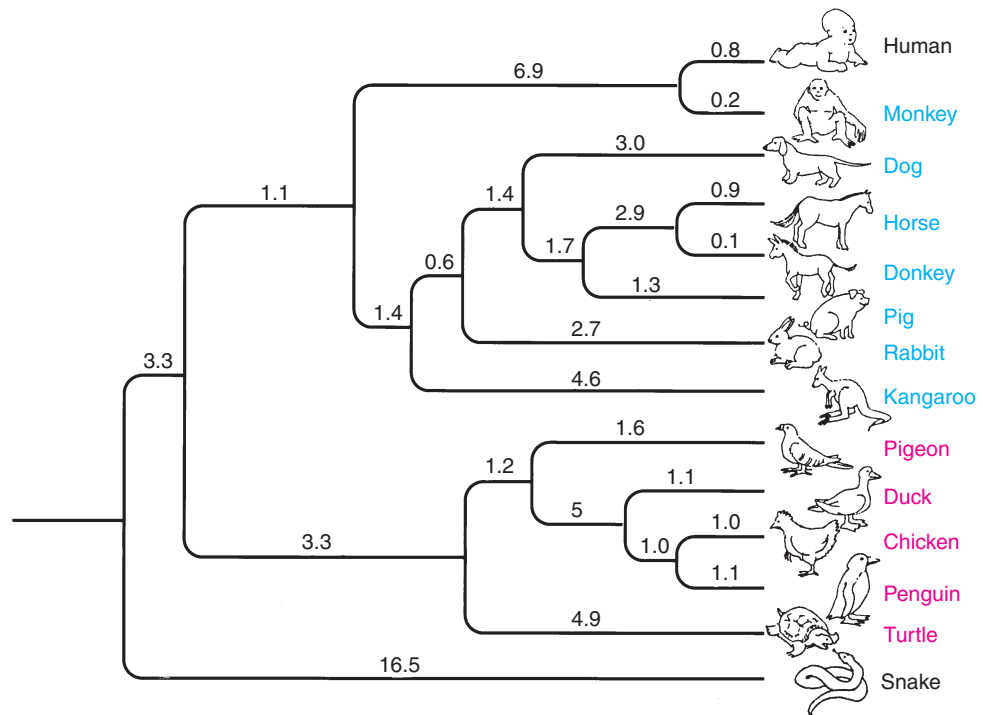 0.8
Human
6.9
0.2
Monkey
3.0
Dog
1.4
0.9
1.1
2.9
Horse
0.1
1.7
0.6
Donkey
1.3
1.4
Pig
2.7
Rabbit
3.3
4.6
Kangaroo
1.6
Pigeon
1.2
1.1
Duck
5
1.0
Chicken
3.3
1.0
1.1
Penguin
4.9
Turtle
16.5
Snake